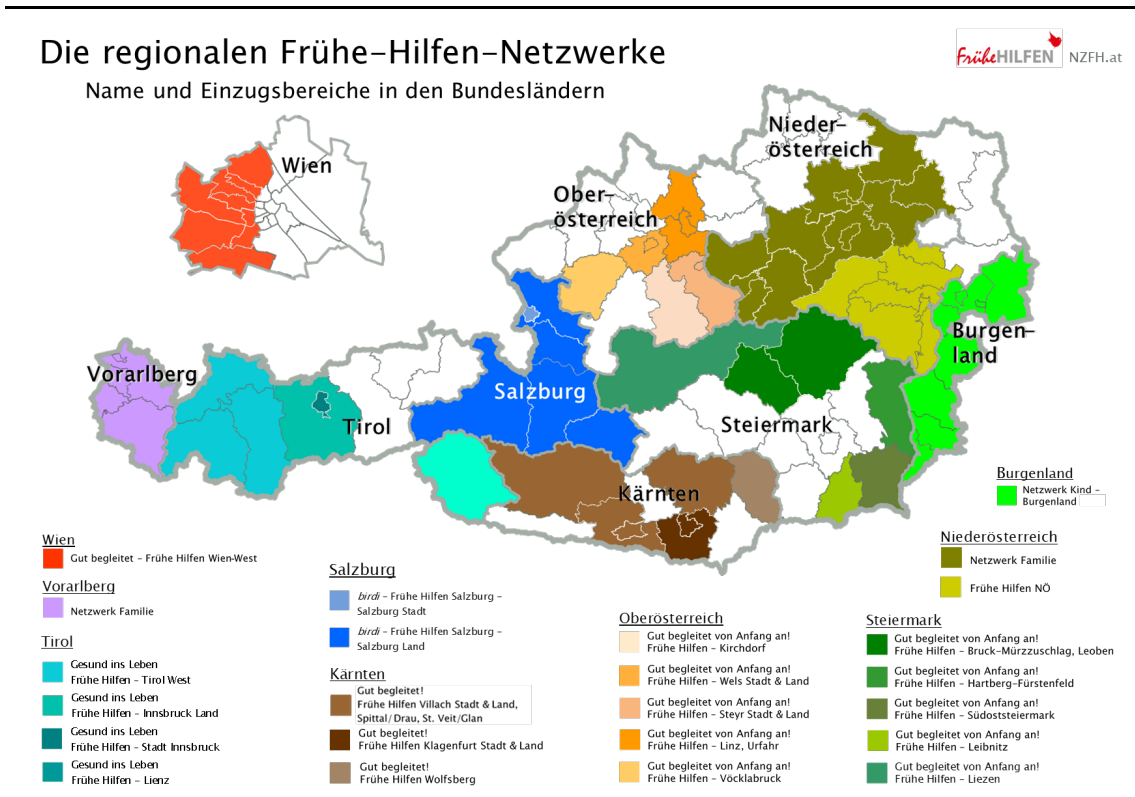 Die regionalen Frühe-Hilfen-Netzwerke
Name und Einzugsbereiche in den Bundesländern
FrüheHILFEN NZFH.at
Wien
Nieder-
österreich
Ober-
österreich
Vorarlberg
Tirol
Salzburg
Steiermark
Burgen-
land
Kärnten
Wien
Gut begleitet - Frühe Hilfen Wien-West
Vorarlberg
Netzwerk Familie
Tirol
Gesund ins Leben
Frühe Hilfen - Tirol West
Gesund ins Leben
Frühe Hilfen - Innsbruck Land
Gesund ins Leben
Frühe Hilfen - Stadt Innsbruck
Gesund ins Leben
Frühe Hilfen - Lienz
Salzburg
birdi - Frühe Hilfen Salzburg -
Salzburg Stadt
birdi - Frühe Hilfen Salzburg -
Salzburg Land
Kärnten
Gut begleitet!
Frühe Hilfen Villach Stadt & Land,
Spittal/Drau, St. Veit/Glan
Gut begleitet!
Frühe Hilfen Klagenfurt Stadt & Land
Gut begleitet!
Frühe Hilfen Wolfsberg
Oberösterreich
Gut begleitet von Anfang an!
Frühe Hilfen - Kirchdorf
Gut begleitet von Anfang an!
Frühe Hilfen - Wels Stadt & Land
Gut begleitet von Anfang an!
Frühe Hilfen - Steyr Stadt & Land
Gut begleitet von Anfang an!
Frühe Hilfen - Linz, Urfahr
Gut begleitet von Anfang an!
Frühe Hilfen - Vöcklabruck
Burgenland
Netzwerk Kind -
Burgenland
Niederösterreich
Netzwerk Familie
Frühe Hilfen NÖ
Steiermark
Gut begleitet von Anfang an!
Frühe Hilfen - Bruck-Mürzzuschlag, Leoben
Gut begleitet von Anfang an!
Frühe Hilfen - Hartberg-Fürstenfeld
Gut begleitet von Anfang an!
Frühe Hilfen - Südoststeiermark
Gut begleitet von Anfang an!
Frühe Hilfen - Leibnitz
Gut begleitet von Anfang an!
Frühe Hilfen - Liezen